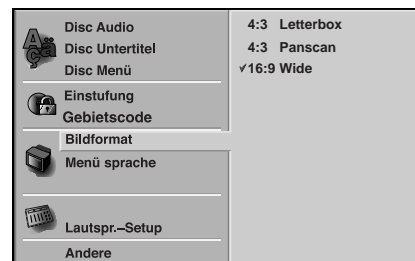 Disc Audio
Disc Untertitel
Disc Menü
Einstufung
Gebietscode
Bildformat
Menü sprache
Lautspr.–Setup
Andere
4:3 Letterbox
4:3 Panscan
✓16:9 Wide